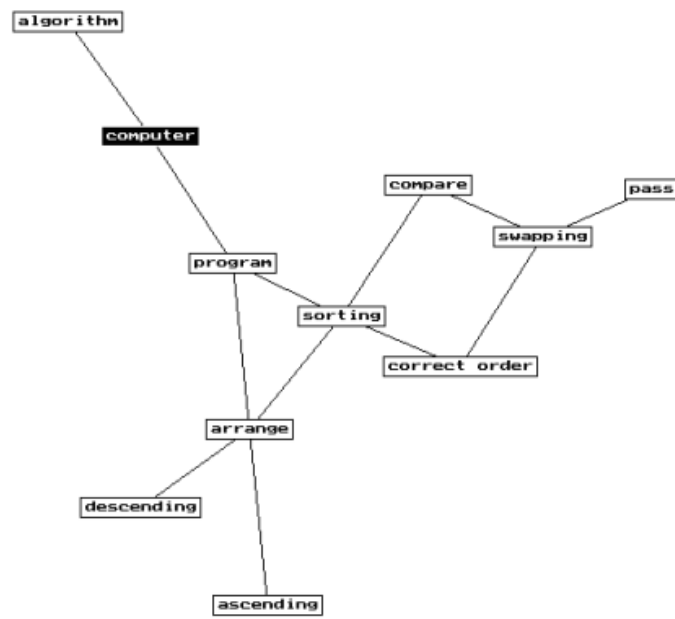 algorithm
computer
compare
pass
swapping
program
sorting
correct order
arrange
descending
ascending